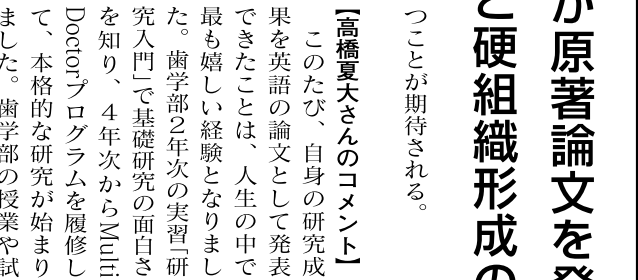 が原著論文を発
と硬組織形成の
つことが期待される。
【高橋夏大さんのコメント】
このたび、自身の研究成
果を英語の論文として発表
できたことは、人生の中で
最も嬉しい経験となりまし
た。歯学部２年次の実習「研
究入門」で基礎研究の面白さ
を知り、４年次からMulti
Doctorプログラムを履修し
て、本格的な研究が始まり
ました。歯学部の授業や試